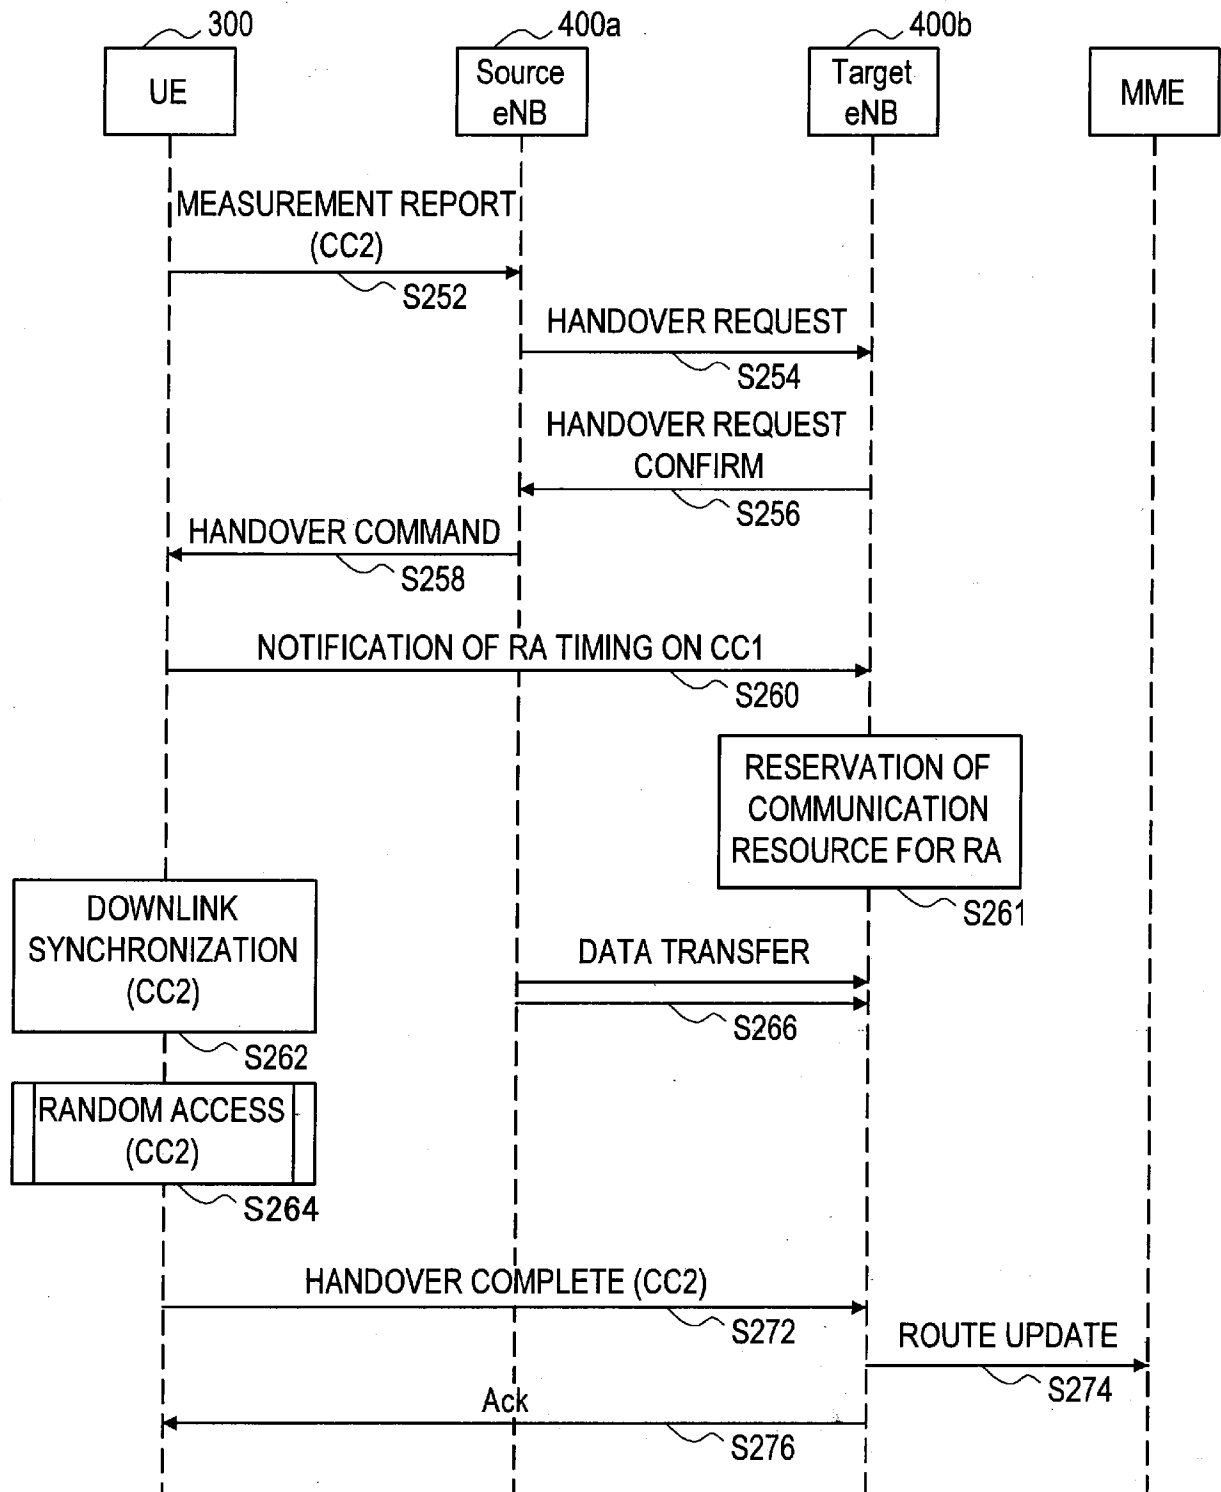 300
400a
400b
UE
Source
eNB
Target
eNB
MME
MEASUREMENT REPORT
(CC2)
S252
HANDOVER REQUEST
S254
HANDOVER REQUEST
CONFIRM
S256
HANDOVER COMMAND
S258
NOTIFICATION OF RA TIMING ON CC1
S260
RESERVATION OF
COMMUNICATION
RESOURCE FOR RA
S261
DOWNLINK
SYNCHRONIZATION
(CC2)
S262
DATA TRANSFER
S266
RANDOM ACCESS
(CC2)
S264
HANDOVER COMPLETE (CC2)
S272
ROUTE UPDATE
S274
Ack
S276